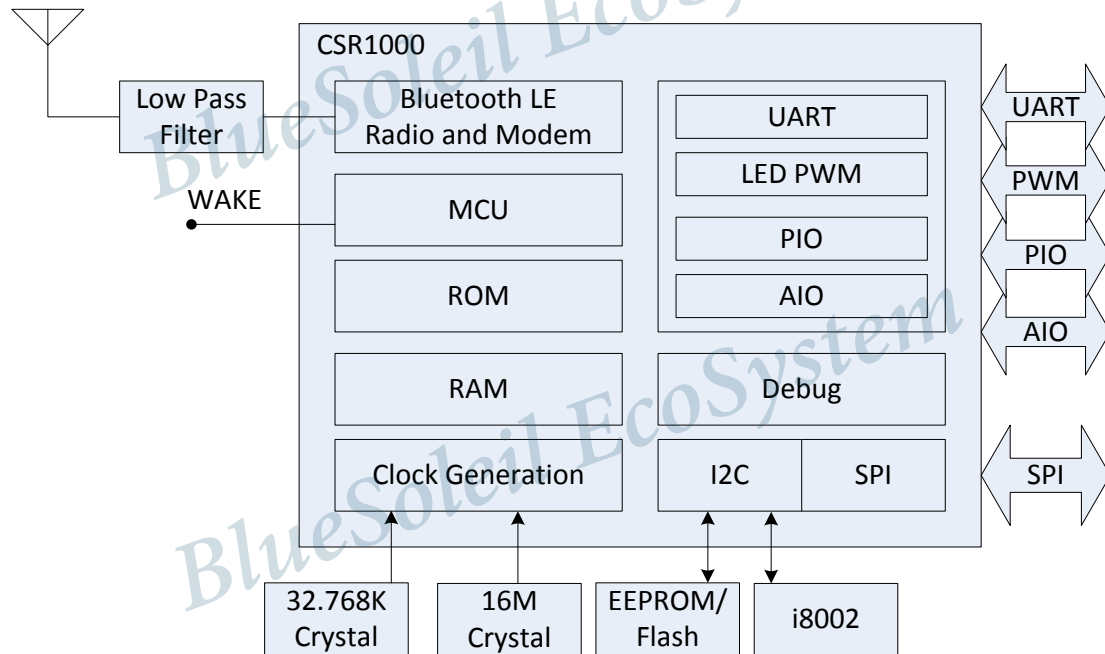 CSR1000
Low Pass
Filter
Bluetooth LE
Radio and Modem
WAKE
MCU
ROM
RAM
Clock Generation
UART
LED PWM
PIO
AIO
Debug
I2C
SPI
UART
PWM
PIO
AIO
SPI
32.768K
Crystal
16M
Crystal
EEPROM/
Flash
i8002
BlueSoleil EcoSystem
BlueSoleil EcoSystem